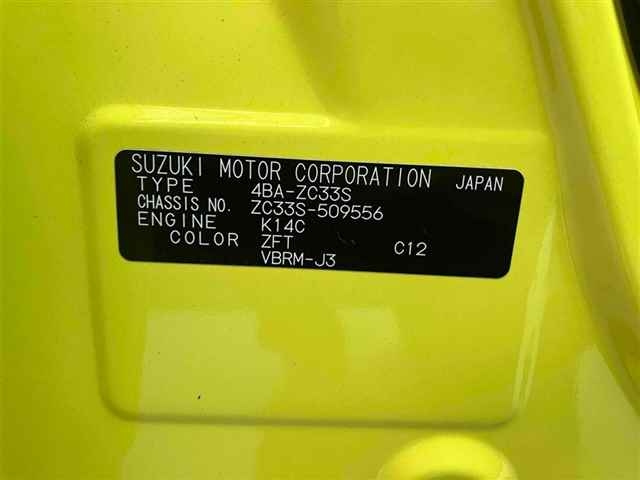 SUZUKI MOTOR CORPORATION JAPAN
TYPE 4BA-ZC33S
CHASSIS NO. ZC33S-509556
ENGINE K14C
COLOR ZFT C12
VBRM-J3